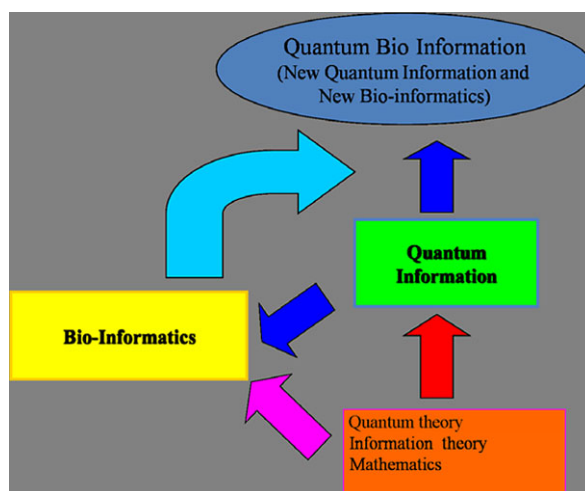 Quantum Bio Information
(New Quantum Information and
New Bio-informatics)
Quantum
Information
Bio-Informatics
Quantum theory
Information theory
Mathematics